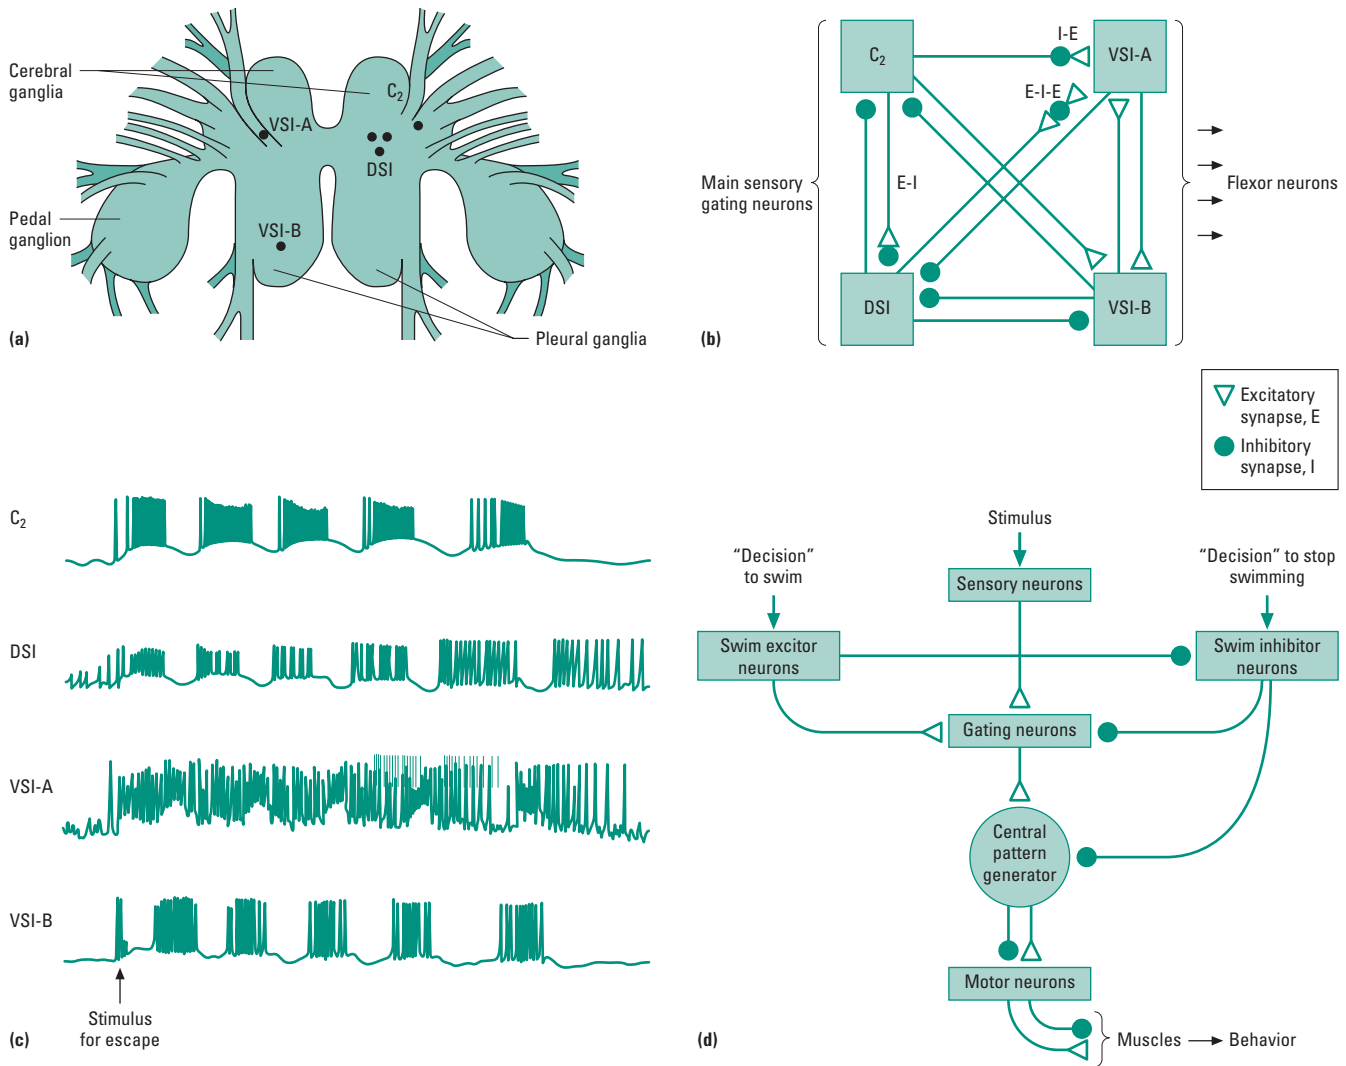 Cerebral
ganglia
C2
VSI-A
DSI
Pedal
ganglion
VSI-B
(a)
Pleural ganglia
C2
I-E
VSI-A
E-I-E
Main sensory
gating neurons
E-I
Flexor neurons
DSI
VSI-B
(b)
Excitatory
synapse, E
Inhibitory
synapse, I
C2
DSI
VSI-A
VSI-B
Stimulus
for escape
(c)
Stimulus
“Decision”
to swim
“Decision” to stop
swimming
Sensory neurons
Swim excitor
neurons
Swim inhibitor
neurons
Gating neurons
Central
pattern
generator
Motor neurons
(d)
Muscles
Behavior